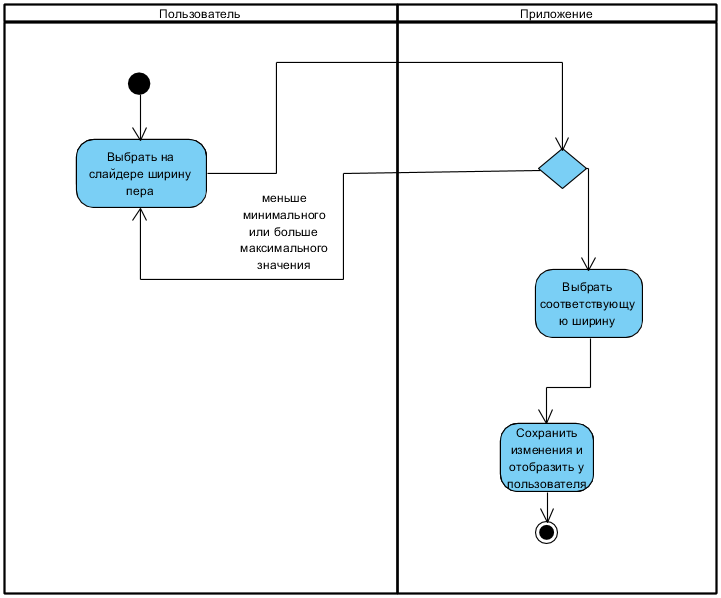 Пользователь
Приложение
Выбрать на
слайдере ширину
пера
меньше
минимального
или больше
максимального
значения
Выбрать
соответствующу
ю ширину
Сохранить
изменения и
отобразить у
пользователя